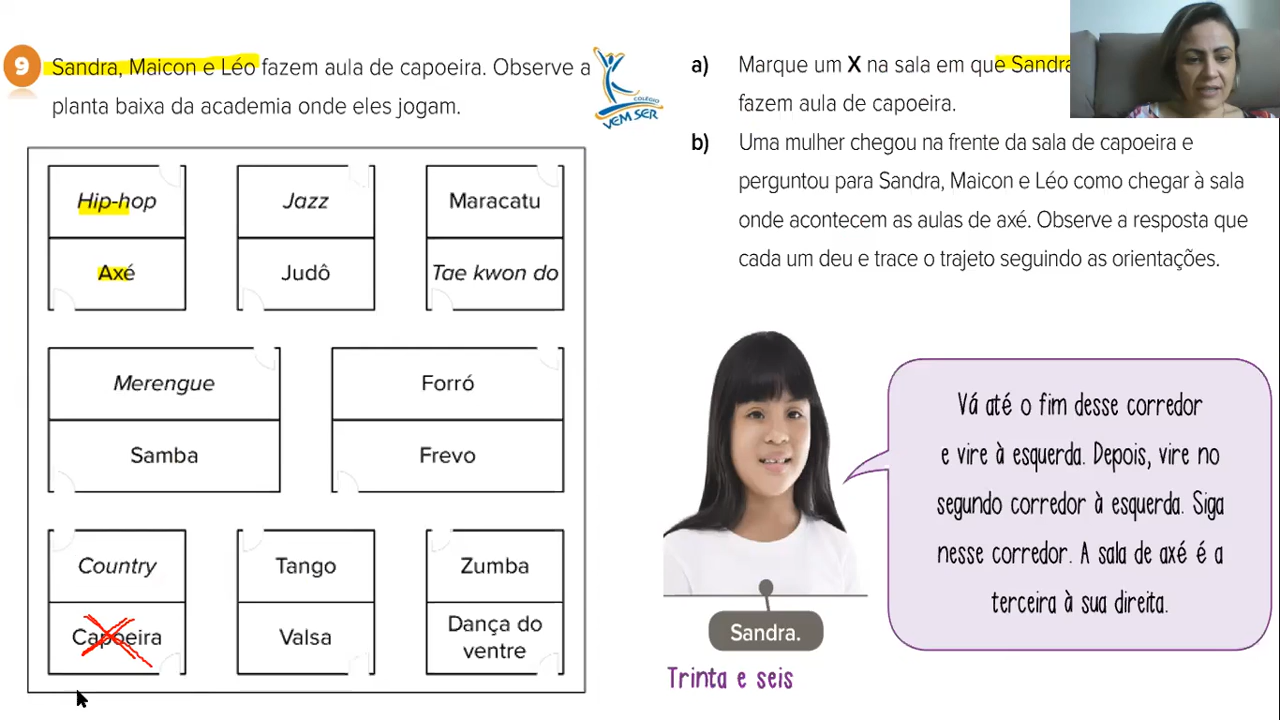 9
Sandra, Maicon e Léo fazem aula de capoeira. Observe a
planta baixa da academia onde eles jogam.
COLÉGIO
VEM SER
Hip-hop
Jazz
Maracatu
Axé
Judô
Tae kwon do
Merengue
Forró
Samba
Frevo
Country
Tango
Zumba
Capoeira
Valsa
Dança do
ventre
a) Marque um X na sala em que Sandra
fazem aula de capoeira.
b) Uma mulher chegou na frente da sala de capoeira e
perguntou para Sandra, Maicon e Léo como chegar à sala
onde acontecem as aulas de axé. Observe a resposta que
cada um deu e trace o trajeto seguindo as orientações.
Vá até o fim desse corredor
e vire à esquerda. Depois, vire no
segundo corredor à esquerda. Siga
nesse corredor. A sala de axé é a
terceira à sua direita.
Sandra.
Trinta e seis